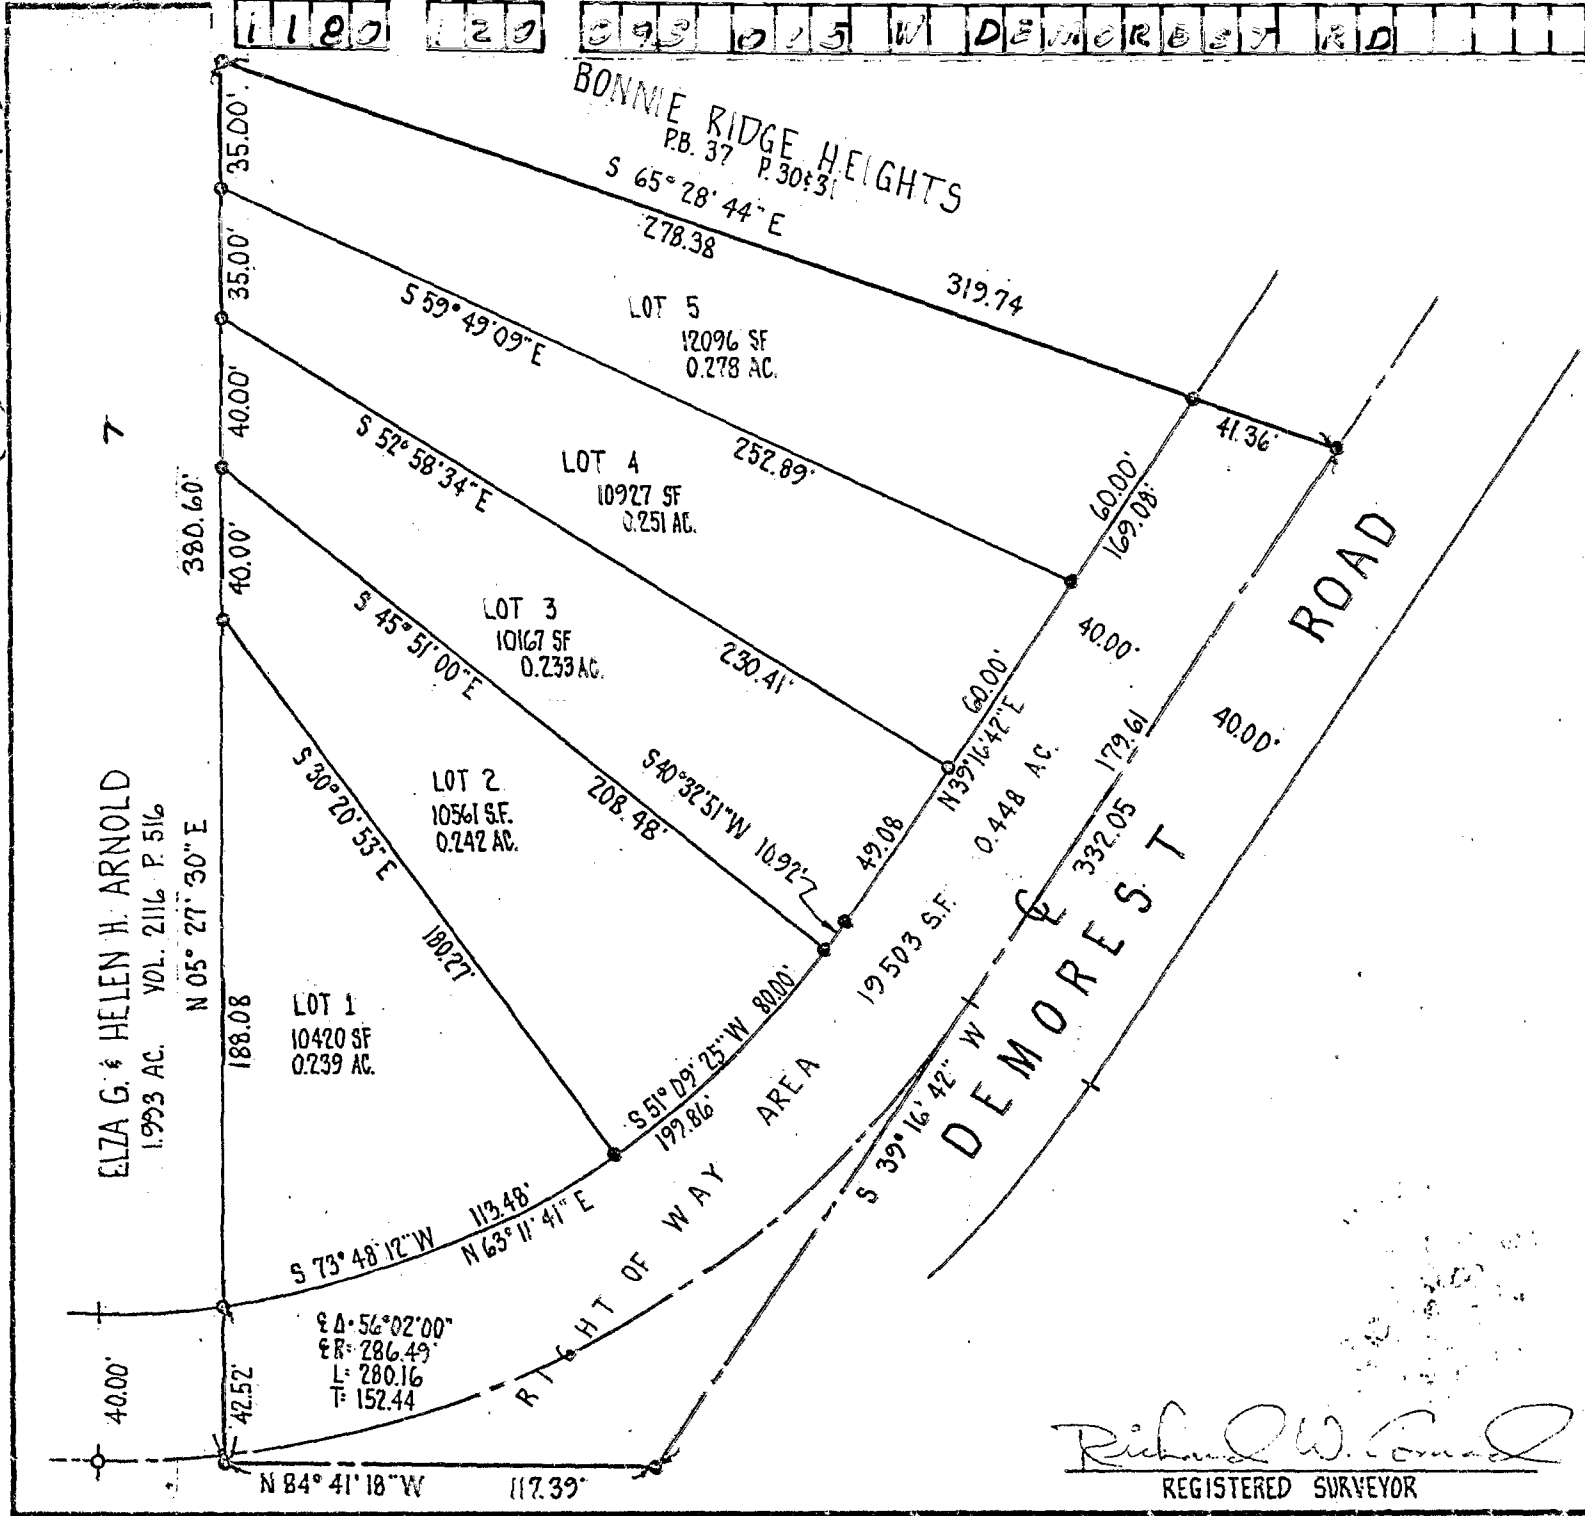 1180 120 095 015 W DEMOREST RD
BONNIE RIDGE HEIGHTS
P.B. 37 P. 30&31
S 65° 28' 44" E
278.38
319.74
41.36'
35.00'
35.00'
40.00'
40.00'
380.60'
7
S 59° 49' 09" E
252.89'
LOT 5
12096 SF
0.278 AC.
S 52° 58' 34" E
230.41'
LOT 4
10927 SF
0.251 AC.
LOT 3
10167 SF
0.233 AC.
S 45° 51' 00" E
208.48'
LOT 2
10561 S.F.
0.242 AC.
S 30° 20' 53" E
180.27'
LOT 1
10420 SF
0.239 AC.
ELZA G. & HELEN H. ARNOLD
1.993 AC. VOL. 2116 P. 516
N 05° 27' 30" E
188.08
60.00'
169.08'
60.00'
N 39° 16' 42" E
49.08
S 40° 32' 51" W 10.92'
S 51° 09' 25" W 80.00'
197.86'
S 73° 48' 12" W 113.48'
N 63° 11' 41" E
40.00'
40.00'
179.61
332.05
DEMOREST ROAD
S 39° 16' 42" W
RIGHT OF WAY AREA 19503 S.F. 0.448 AC.
℄ Δ= 56° 02' 00"
℄ R= 286.49'
L= 280.16
T= 152.44
40.00'
42.52'
N 84° 41' 18" W 117.39'
REGISTERED SURVEYOR